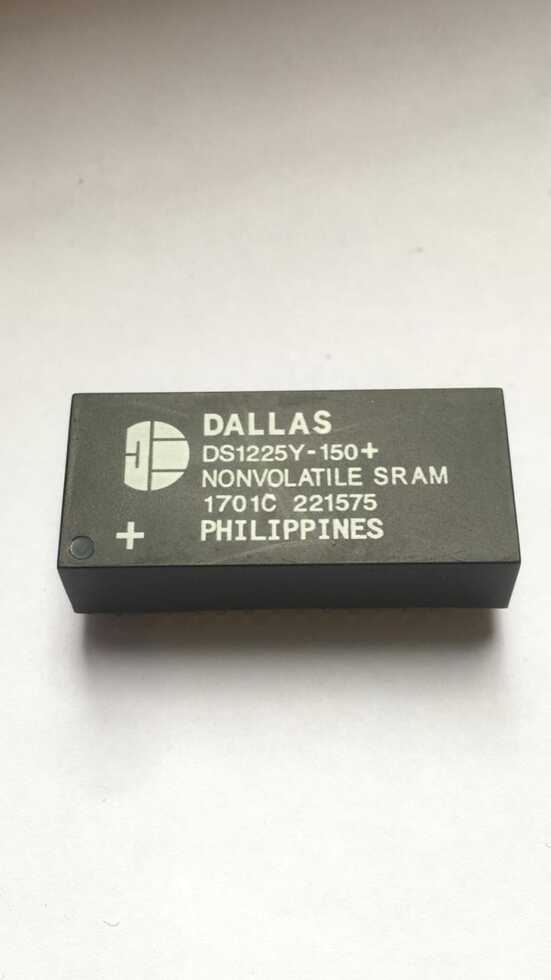 DALLAS
DS1225Y-150+
NONVOLATILE SRAM
1701C 221575
+ PHILIPPINES